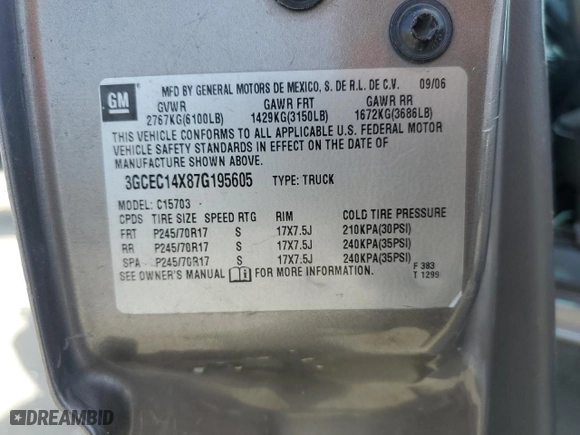 GM
MFD BY GENERAL MOTORS DE MEXICO, S. DE R.L. DE C.V. 09/06
GVWR GAWR FRT GAWR RR
2767KG(6100LB) 1429KG(3150LB) 1672KG(3686LB)
THIS VEHICLE CONFORMS TO ALL APPLICABLE U.S. FEDERAL MOTOR
VEHICLE SAFETY STANDARDS IN EFFECT ON THE DATE OF
MANUFACTURE SHOWN ABOVE.
3GCEC14X87G195605 TYPE: TRUCK
MODEL: C15703
CPDS TIRE SIZE SPEED RTG RIM COLD TIRE PRESSURE
FRT P245/70R17 S 17X7.5J 210KPA(30PSI)
RR P245/70R17 S 17X7.5J 240KPA(35PSI)
SPA P245/70R17 S 17X7.5J 240KPA(35PSI)
SEE OWNER'S MANUAL FOR MORE INFORMATION.
F 383
T 1299
DREAMBID